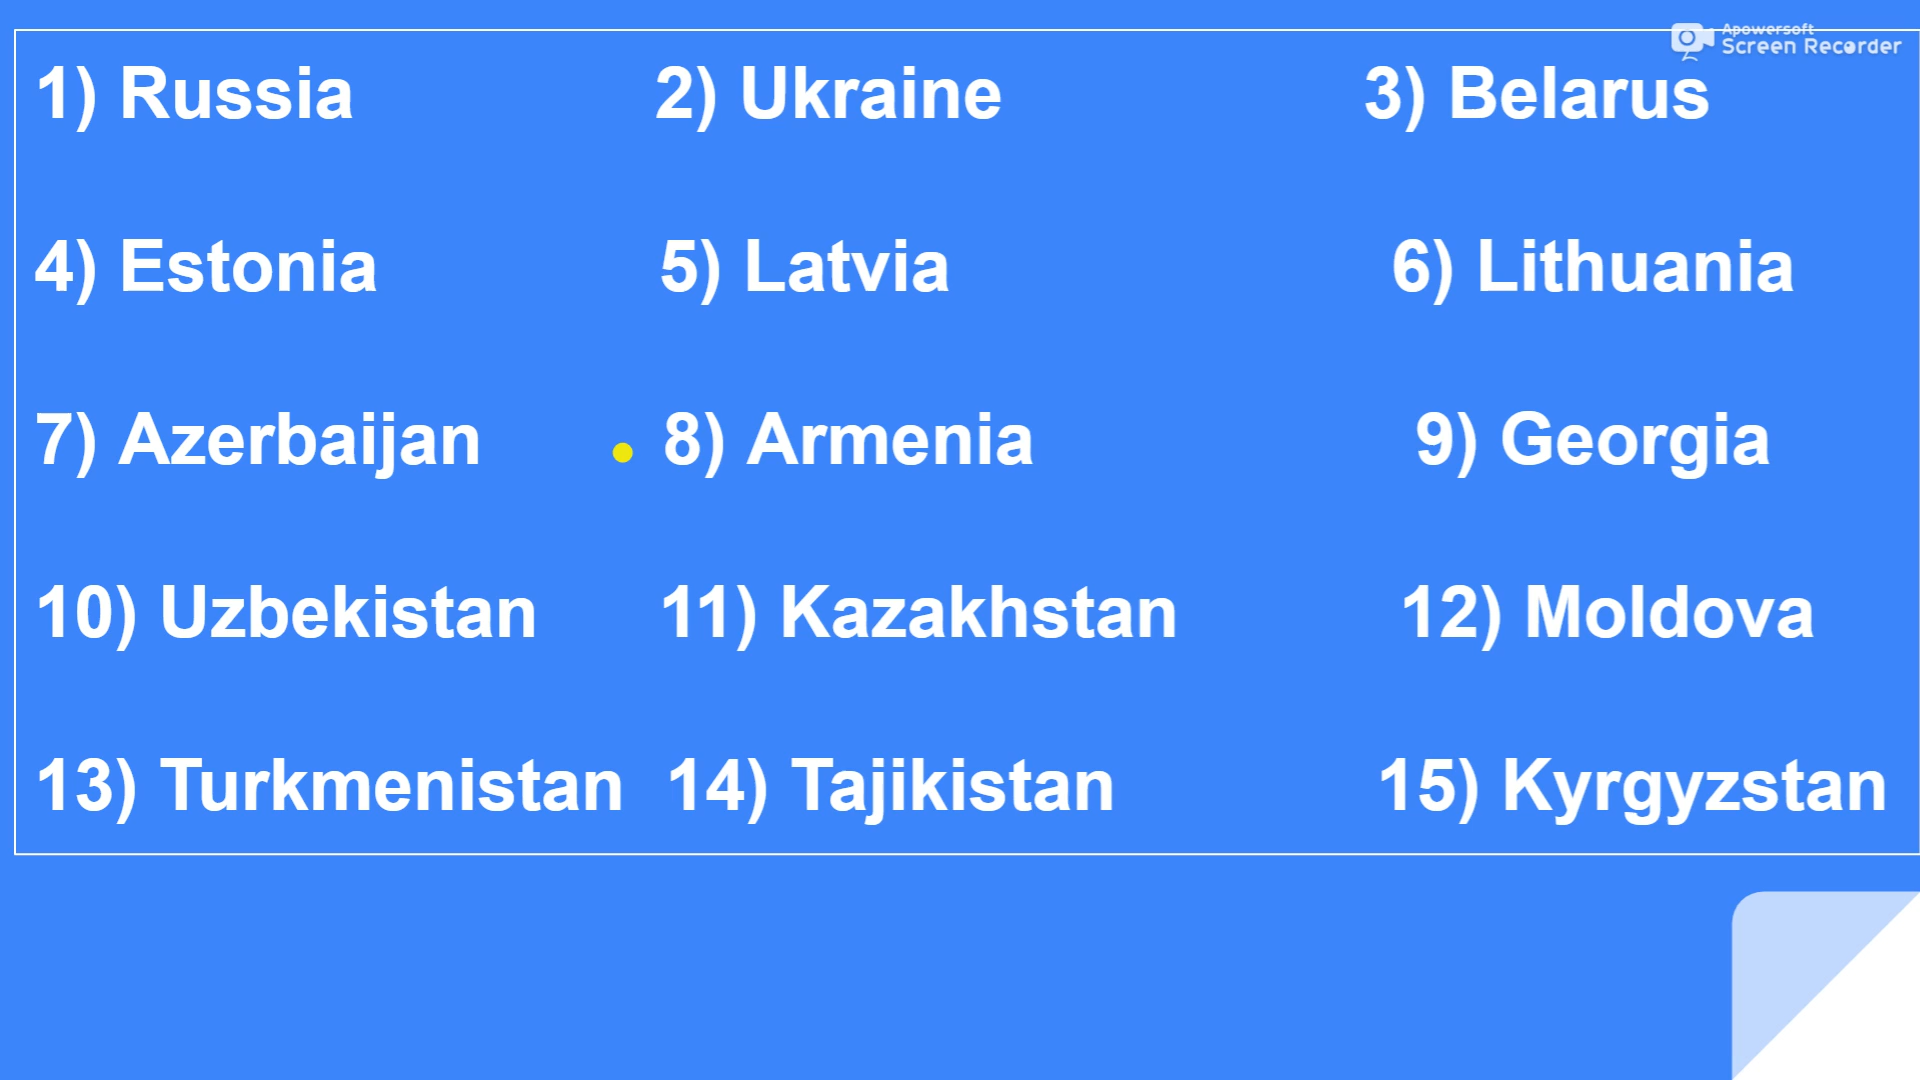 Apowersoft
Screen Recorder
1) Russia 2) Ukraine 3) Belarus
4) Estonia 5) Latvia 6) Lithuania
7) Azerbaijan 8) Armenia 9) Georgia
10) Uzbekistan 11) Kazakhstan 12) Moldova
13) Turkmenistan 14) Tajikistan 15) Kyrgyzstan